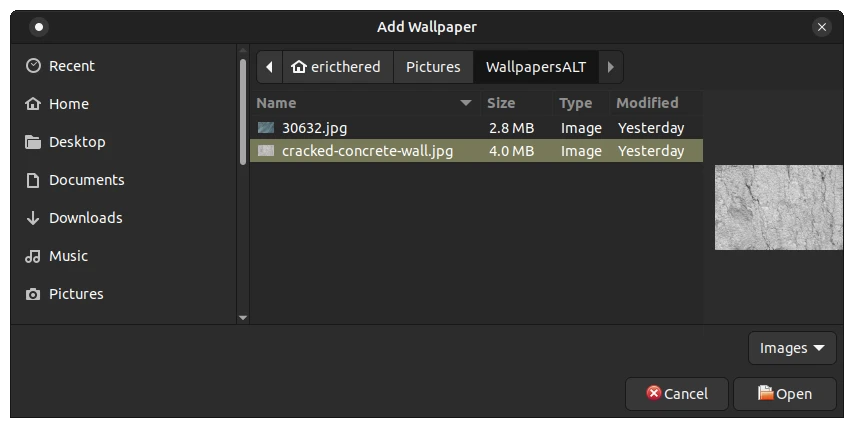 Add Wallpaper
Recent
Home
Desktop
Documents
Downloads
Music
Pictures
ericthered Pictures WallpapersALT
Name Size Type Modified
30632.jpg 2.8 MB Image Yesterday
cracked-concrete-wall.jpg 4.0 MB Image Yesterday
Images
Cancel Open